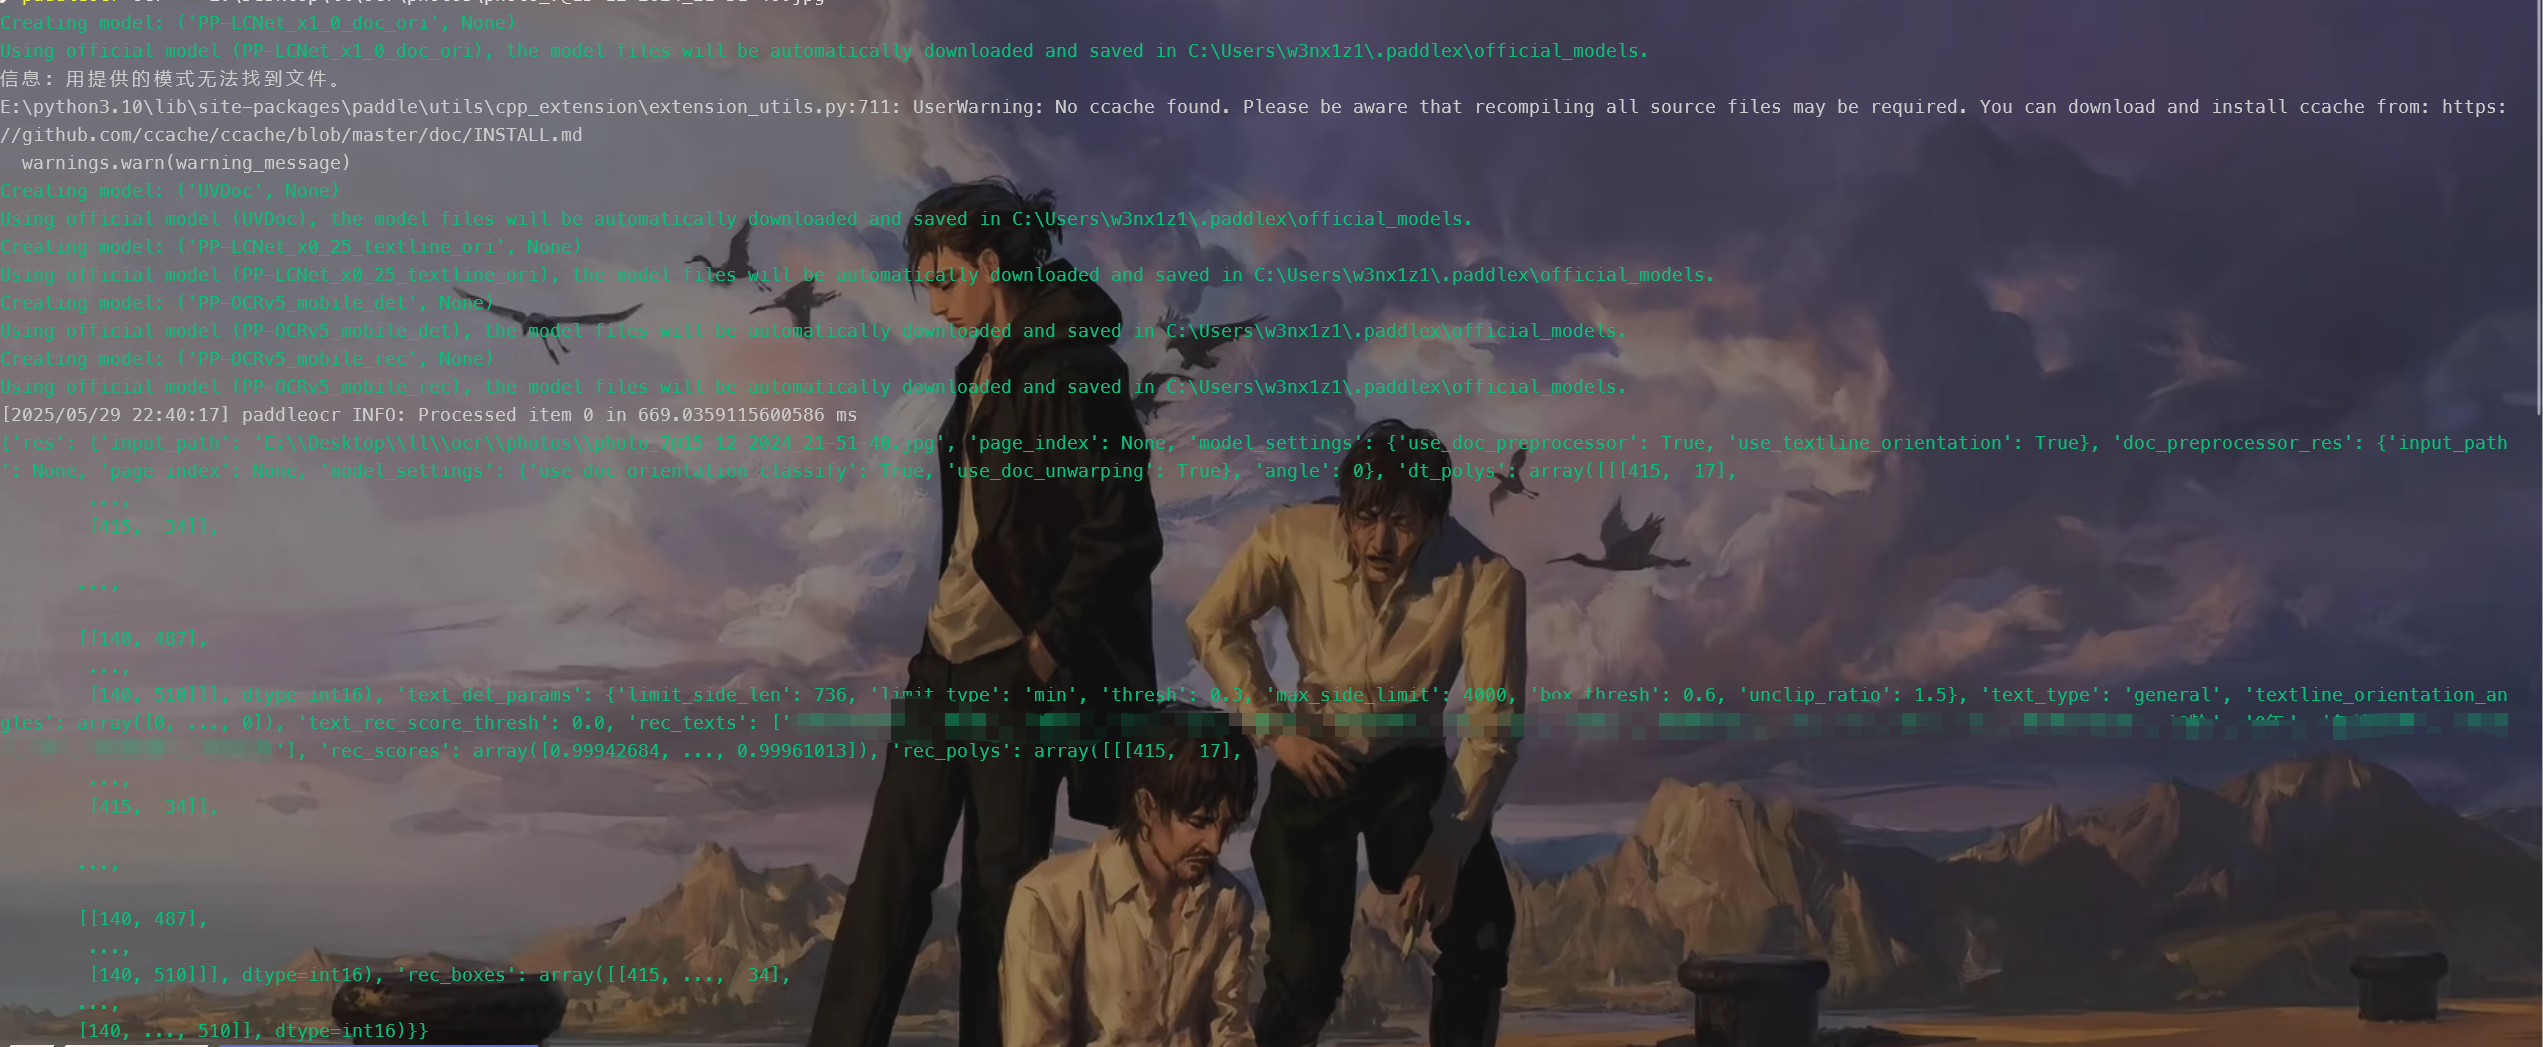 Creating model: ('PP-LCNet_x1_0_doc_ori', None)
Using official model (PP-LCNet_x1_0_doc_ori), the model files will be automatically downloaded and saved in C:\Users\w3nx1z1\.paddlex\official_models.
信息: 用提供的模式无法找到文件。
E:\python3.10\lib\site-packages\paddle\utils\cpp_extension\extension_utils.py:711: UserWarning: No ccache found. Please be aware that recompiling all source files may be required. You can download and install ccache from: https:
//github.com/ccache/ccache/blob/master/doc/INSTALL.md
  warnings.warn(warning_message)
Creating model: ('UVDoc', None)
Using official model (UVDoc), the model files will be automatically downloaded and saved in C:\Users\w3nx1z1\.paddlex\official_models.
Creating model: ('PP-LCNet_x0_25_textline_ori', None)
Using official model (PP-LCNet_x0_25_textline_ori), the model files will be automatically downloaded and saved in C:\Users\w3nx1z1\.paddlex\official_models.
Creating model: ('PP-OCRv5_mobile_det', None)
Using official model (PP-OCRv5_mobile_det), the model files will be automatically downloaded and saved in C:\Users\w3nx1z1\.paddlex\official_models.
Creating model: ('PP-OCRv5_mobile_rec', None)
Using official model (PP-OCRv5_mobile_rec), the model files will be automatically downloaded and saved in C:\Users\w3nx1z1\.paddlex\official_models.
[2025/05/29 22:40:17] paddleocr INFO: Processed item 0 in 669.0359115600586 ms
{'res': {'input_path': 'E:\\Desktop\\ll\\ocr\\photos\\photo_7@15-12-2024_21-51-40.jpg', 'page_index': None, 'model_settings': {'use_doc_preprocessor': True, 'use_textline_orientation': True}, 'doc_preprocessor_res': {'input_path
': None, 'page_index': None, 'model_settings': {'use_doc_orientation_classify': True, 'use_doc_unwarping': True}, 'angle': 0}, 'dt_polys': array([[[415,  17],
        ...,
        [415,  34]],

       ...,

       [[140, 487],
        ...,
        [140, 510]]], dtype=int16), 'text_det_params': {'limit_side_len': 736, 'limit_type': 'min', 'thresh': 0.3, 'max_side_limit': 4000, 'box_thresh': 0.6, 'unclip_ratio': 1.5}, 'text_type': 'general', 'textline_orientation_an
gles': array([0, ..., 0]), 'text_rec_score_thresh': 0.0, 'rec_texts': ['
'], 'rec_scores': array([0.99942684, ..., 0.99961013]), 'rec_polys': array([[[415,  17],
        ...,
        [415,  34]],

       ...,

       [[140, 487],
        ...,
        [140, 510]]], dtype=int16), 'rec_boxes': array([[415, ...,  34],
       ...,
       [140, ..., 510]], dtype=int16)}}